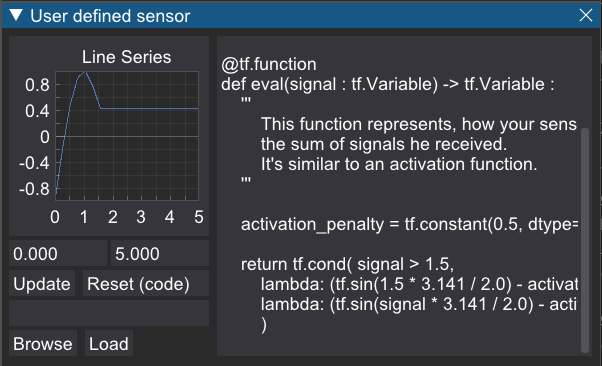 User defined sensor
Line Series
0.8
0.4
0
-0.4
-0.8
0 1 2 3 4 5
0.000 5.000
Update Reset (code)
Browse Load
@tf.function
def eval(signal : tf.Variable) -> tf.Variable :
'''
This function represents, how your sens
the sum of signals he received.
It's similar to an activation function.
'''
activation_penalty = tf.constant(0.5, dtype=
return tf.cond( signal > 1.5,
lambda: (tf.sin(1.5 * 3.141 / 2.0) - activat
lambda: (tf.sin(signal * 3.141 / 2.0) - acti
)